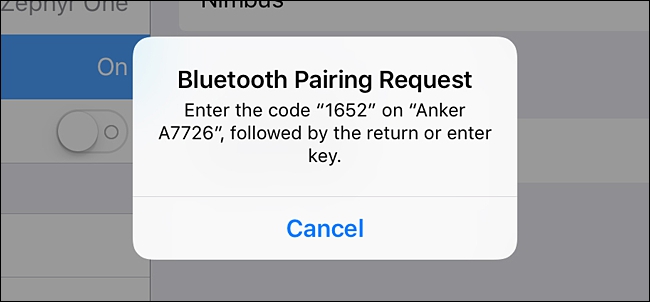 Zephyr One
Nimbus
On
Bluetooth Pairing Request
Enter the code “1652” on “Anker
A7726”, followed by the return or enter
key.
Cancel